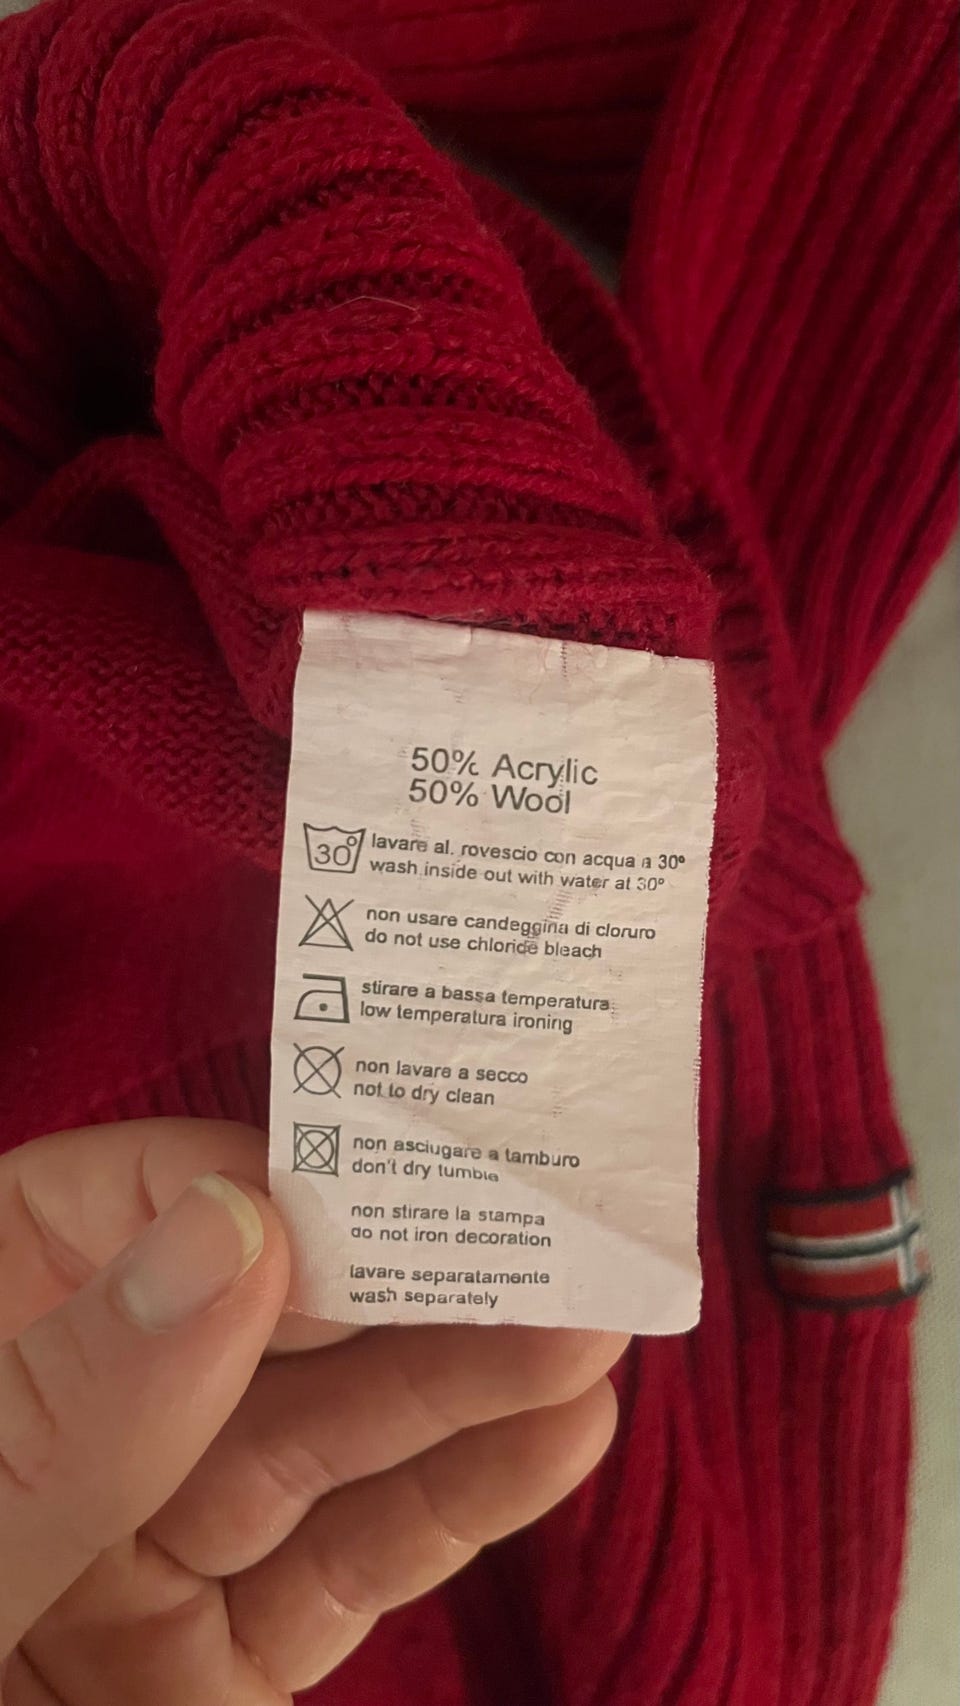 50% Acrylic
50% Wool
30°
lavare al. rovescio con acqua a 30°
wash inside out with water at 30°
non usare candeggina di cloruro
do not use chloride bleach
stirare a bassa temperatura
low temperatura ironing
non lavare a secco
not to dry clean
non asciugare a tamburo
don't dry tumble
non stirare la stampa
do not iron decoration
lavare separatamente
wash separately